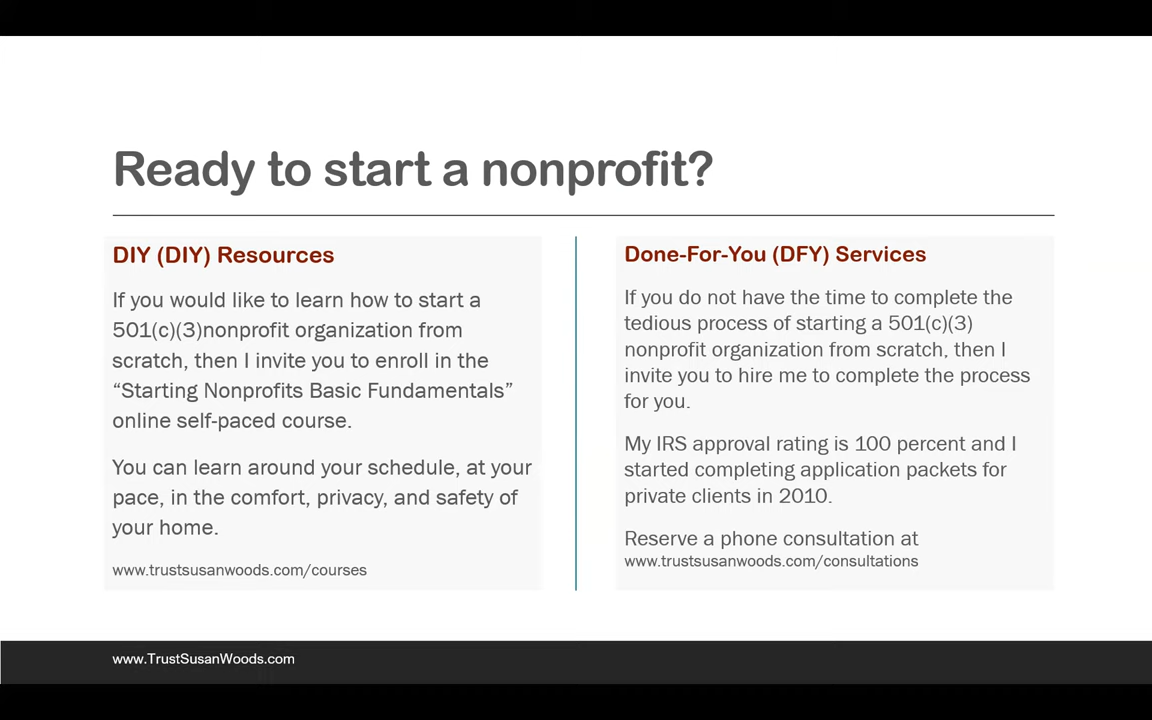 Ready to start a nonprofit?
DIY (DIY) Resources
If you would like to learn how to start a
501(c)(3)nonprofit organization from
scratch, then I invite you to enroll in the
“Starting Nonprofits Basic Fundamentals”
online self-paced course.
You can learn around your schedule, at your
pace, in the comfort, privacy, and safety of
your home.
www.trustsusanwoods.com/courses
Done-For-You (DFY) Services
If you do not have the time to complete the
tedious process of starting a 501(c)(3)
nonprofit organization from scratch, then I
invite you to hire me to complete the process
for you.
My IRS approval rating is 100 percent and I
started completing application packets for
private clients in 2010.
Reserve a phone consultation at
www.trustsusanwoods.com/consultations
www.TrustSusanWoods.com